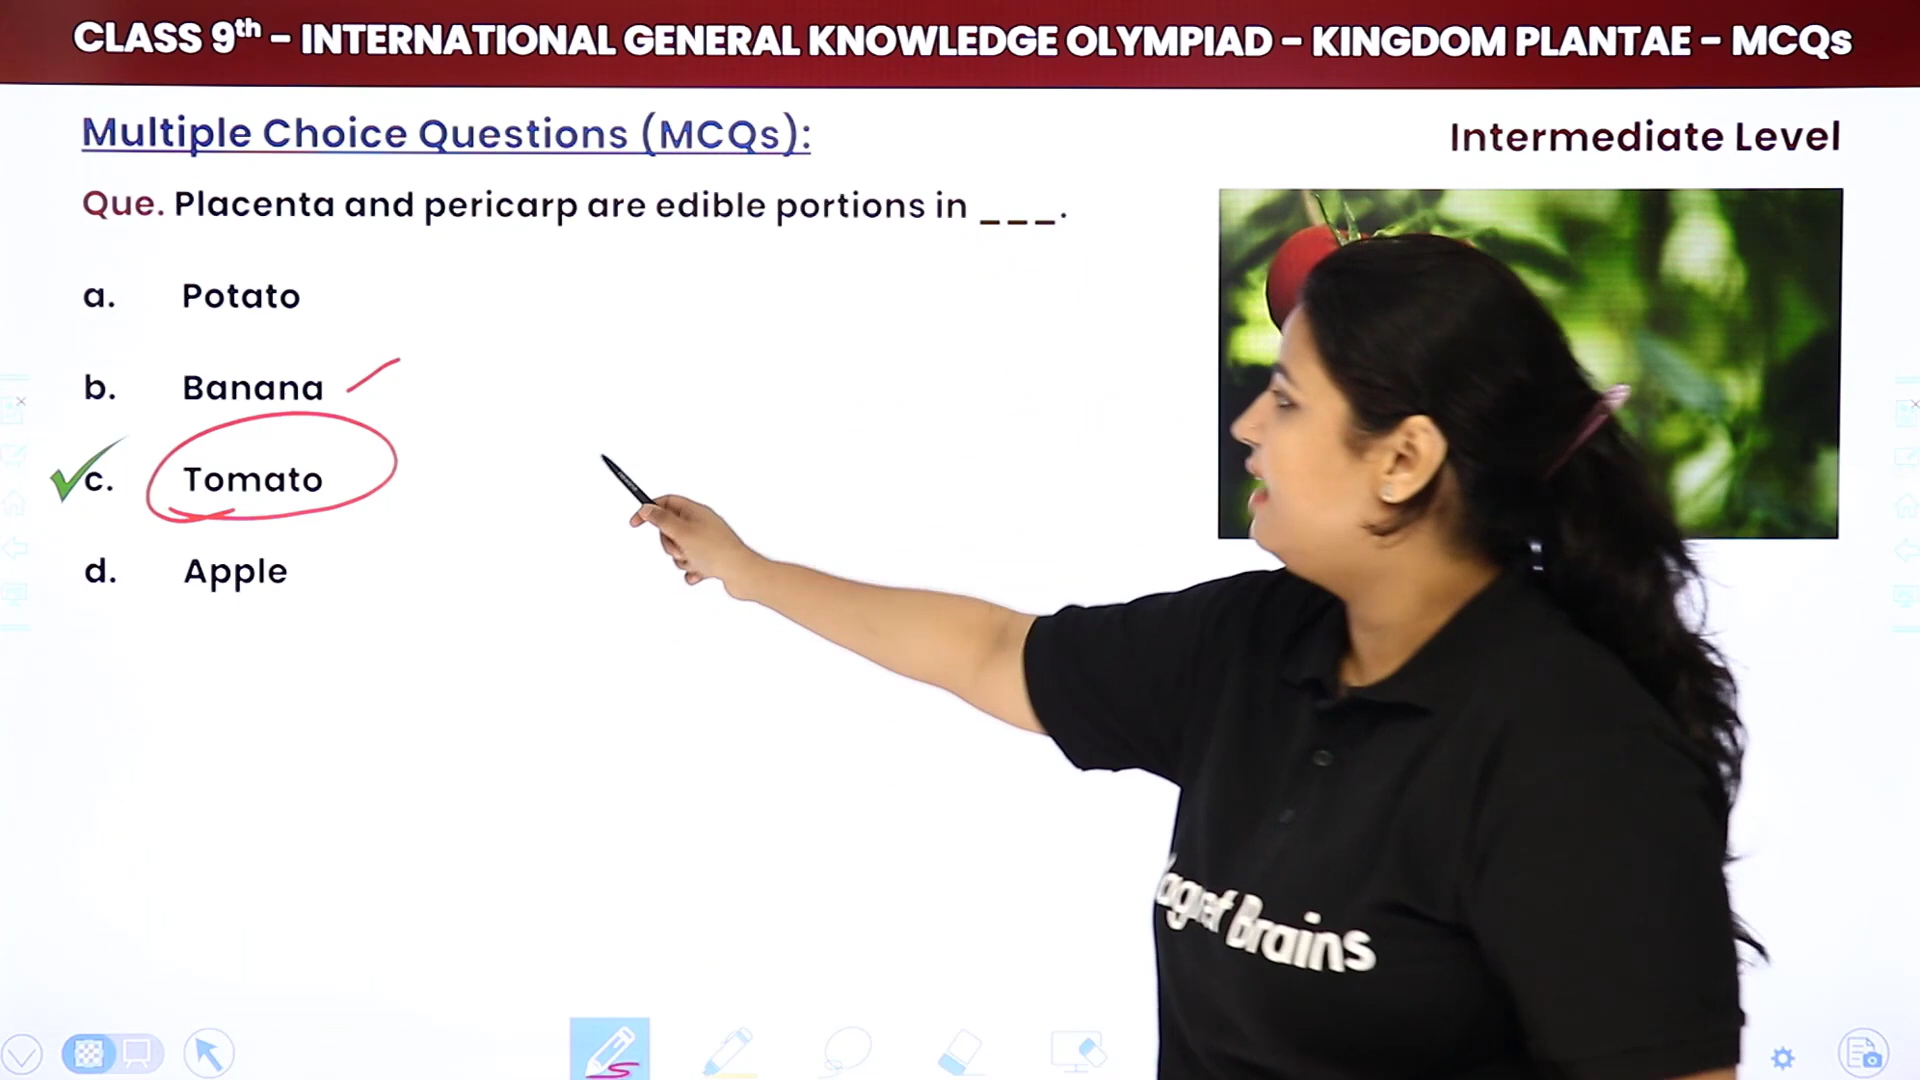 CLASS 9th - INTERNATIONAL GENERAL KNOWLEDGE OLYMPIAD - KINGDOM PLANTAE - MCQs
Multiple Choice Questions (MCQs):
Intermediate Level
Que. Placenta and pericarp are edible portions in _ _ _.
a. Potato
b. Banana
c. Tomato
d. Apple
Brains